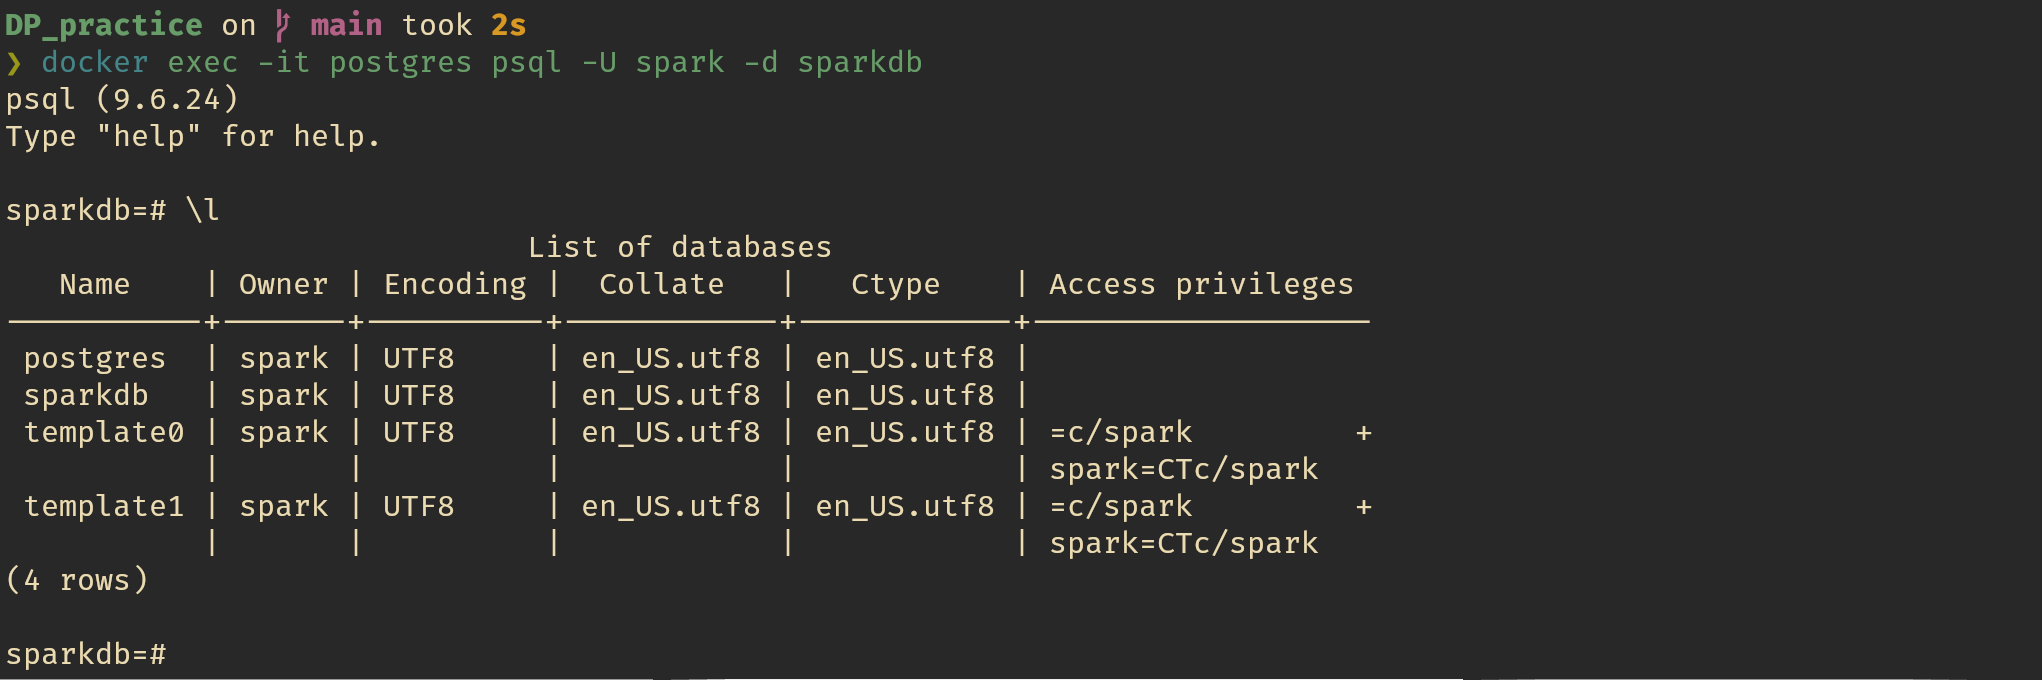 DP_practice on main took 2s
❯ docker exec -it postgres psql -U spark -d sparkdb
psql (9.6.24)
Type "help" for help.
sparkdb=# \l
                             List of databases
   Name    | Owner | Encoding |  Collate   |   Ctype    | Access privileges
-----------+-------+----------+------------+------------+-------------------
 postgres  | spark | UTF8     | en_US.utf8 | en_US.utf8 |
 sparkdb   | spark | UTF8     | en_US.utf8 | en_US.utf8 |
 template0 | spark | UTF8     | en_US.utf8 | en_US.utf8 | =c/spark         +
           |       |          |            |            | spark=CTc/spark
 template1 | spark | UTF8     | en_US.utf8 | en_US.utf8 | =c/spark         +
           |       |          |            |            | spark=CTc/spark
(4 rows)
sparkdb=#